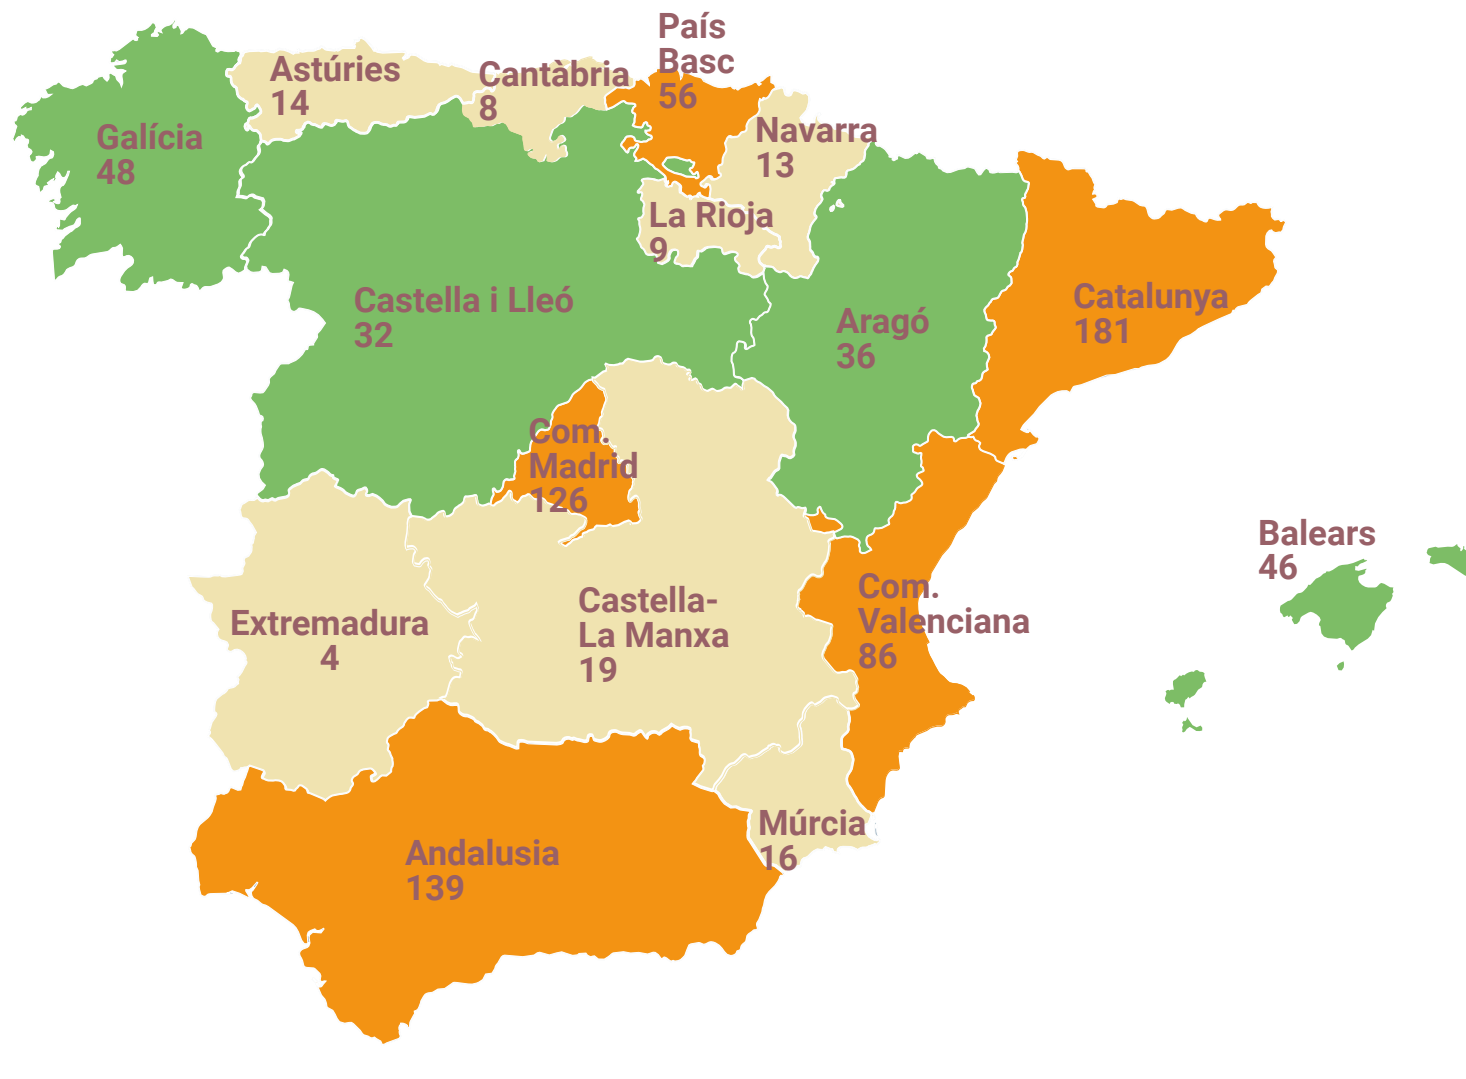 País
Basc
56
Astúries
14
Cantàbria
8
Galícia
48
Navarra
13
La Rioja
9
Castella i Lleó
32
Aragó
36
Catalunya
181
Com.
Madrid
126
Balears
46
Extremadura
4
Castella-
La Manxa
19
Com.
Valenciana
86
Múrcia
16
Andalusia
139